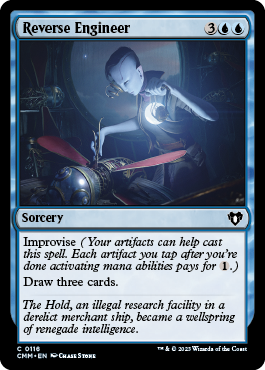 Reverse Engineer 3
Sorcery
Improvise (Your artifacts can help cast
this spell. Each artifact you tap after you're
done activating mana abilities pays for 1.)
Draw three cards.
The Hold, an illegal research facility in a
derelict merchant ship, became a wellspring
of renegade intelligence.
C 0116
CMM • EN Chase Stone
™ & © 2023 Wizards of the Coast